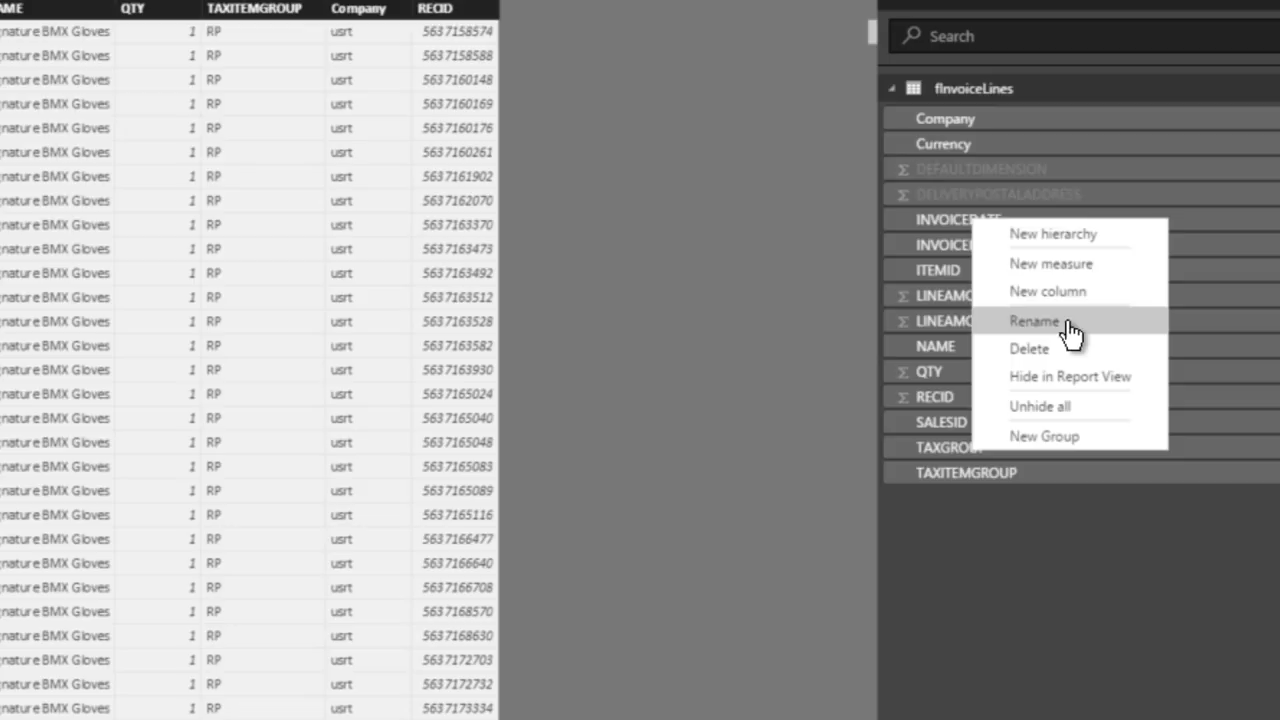 AME QTY TAXITEMGROUP Company RECID
nature BMX Gloves 1 RP usrt 5637158574
nature BMX Gloves 1 RP usrt 5637158588
nature BMX Gloves 1 RP usrt 5637160148
nature BMX Gloves 1 RP usrt 5637160169
nature BMX Gloves 1 RP usrt 5637160176
nature BMX Gloves 1 RP usrt 5637160261
nature BMX Gloves 1 RP usrt 5637161902
nature BMX Gloves 1 RP usrt 5637162070
nature BMX Gloves 1 RP usrt 5637163370
nature BMX Gloves 1 RP usrt 5637163473
nature BMX Gloves 1 RP usrt 5637163492
nature BMX Gloves 1 RP usrt 5637163512
nature BMX Gloves 1 RP usrt 5637163528
nature BMX Gloves 1 RP usrt 5637163582
nature BMX Gloves 1 RP usrt 5637163930
nature BMX Gloves 1 RP usrt 5637165024
nature BMX Gloves 1 RP usrt 5637165040
nature BMX Gloves 1 RP usrt 5637165048
nature BMX Gloves 1 RP usrt 5637165083
nature BMX Gloves 1 RP usrt 5637165089
nature BMX Gloves 1 RP usrt 5637165116
nature BMX Gloves 1 RP usrt 5637166477
nature BMX Gloves 1 RP usrt 5637166640
nature BMX Gloves 1 RP usrt 5637166708
nature BMX Gloves 1 RP usrt 5637168570
nature BMX Gloves 1 RP usrt 5637168630
nature BMX Gloves 1 RP usrt 5637172703
nature BMX Gloves 1 RP usrt 5637172732
nature BMX Gloves 1 RP usrt 5637173334
Search
fInvoiceLines
Company
Currency
DEFAULTDIMENSION
DELIVERYPOSTALADDRESS
INVOICEDATE
INVOICE
ITEMID
LINEAMO
LINEAMO
NAME
QTY
RECID
SALESID
TAXGROUP
TAXITEMGROUP
New hierarchy
New measure
New column
Rename
Delete
Hide in Report View
Unhide all
New Group